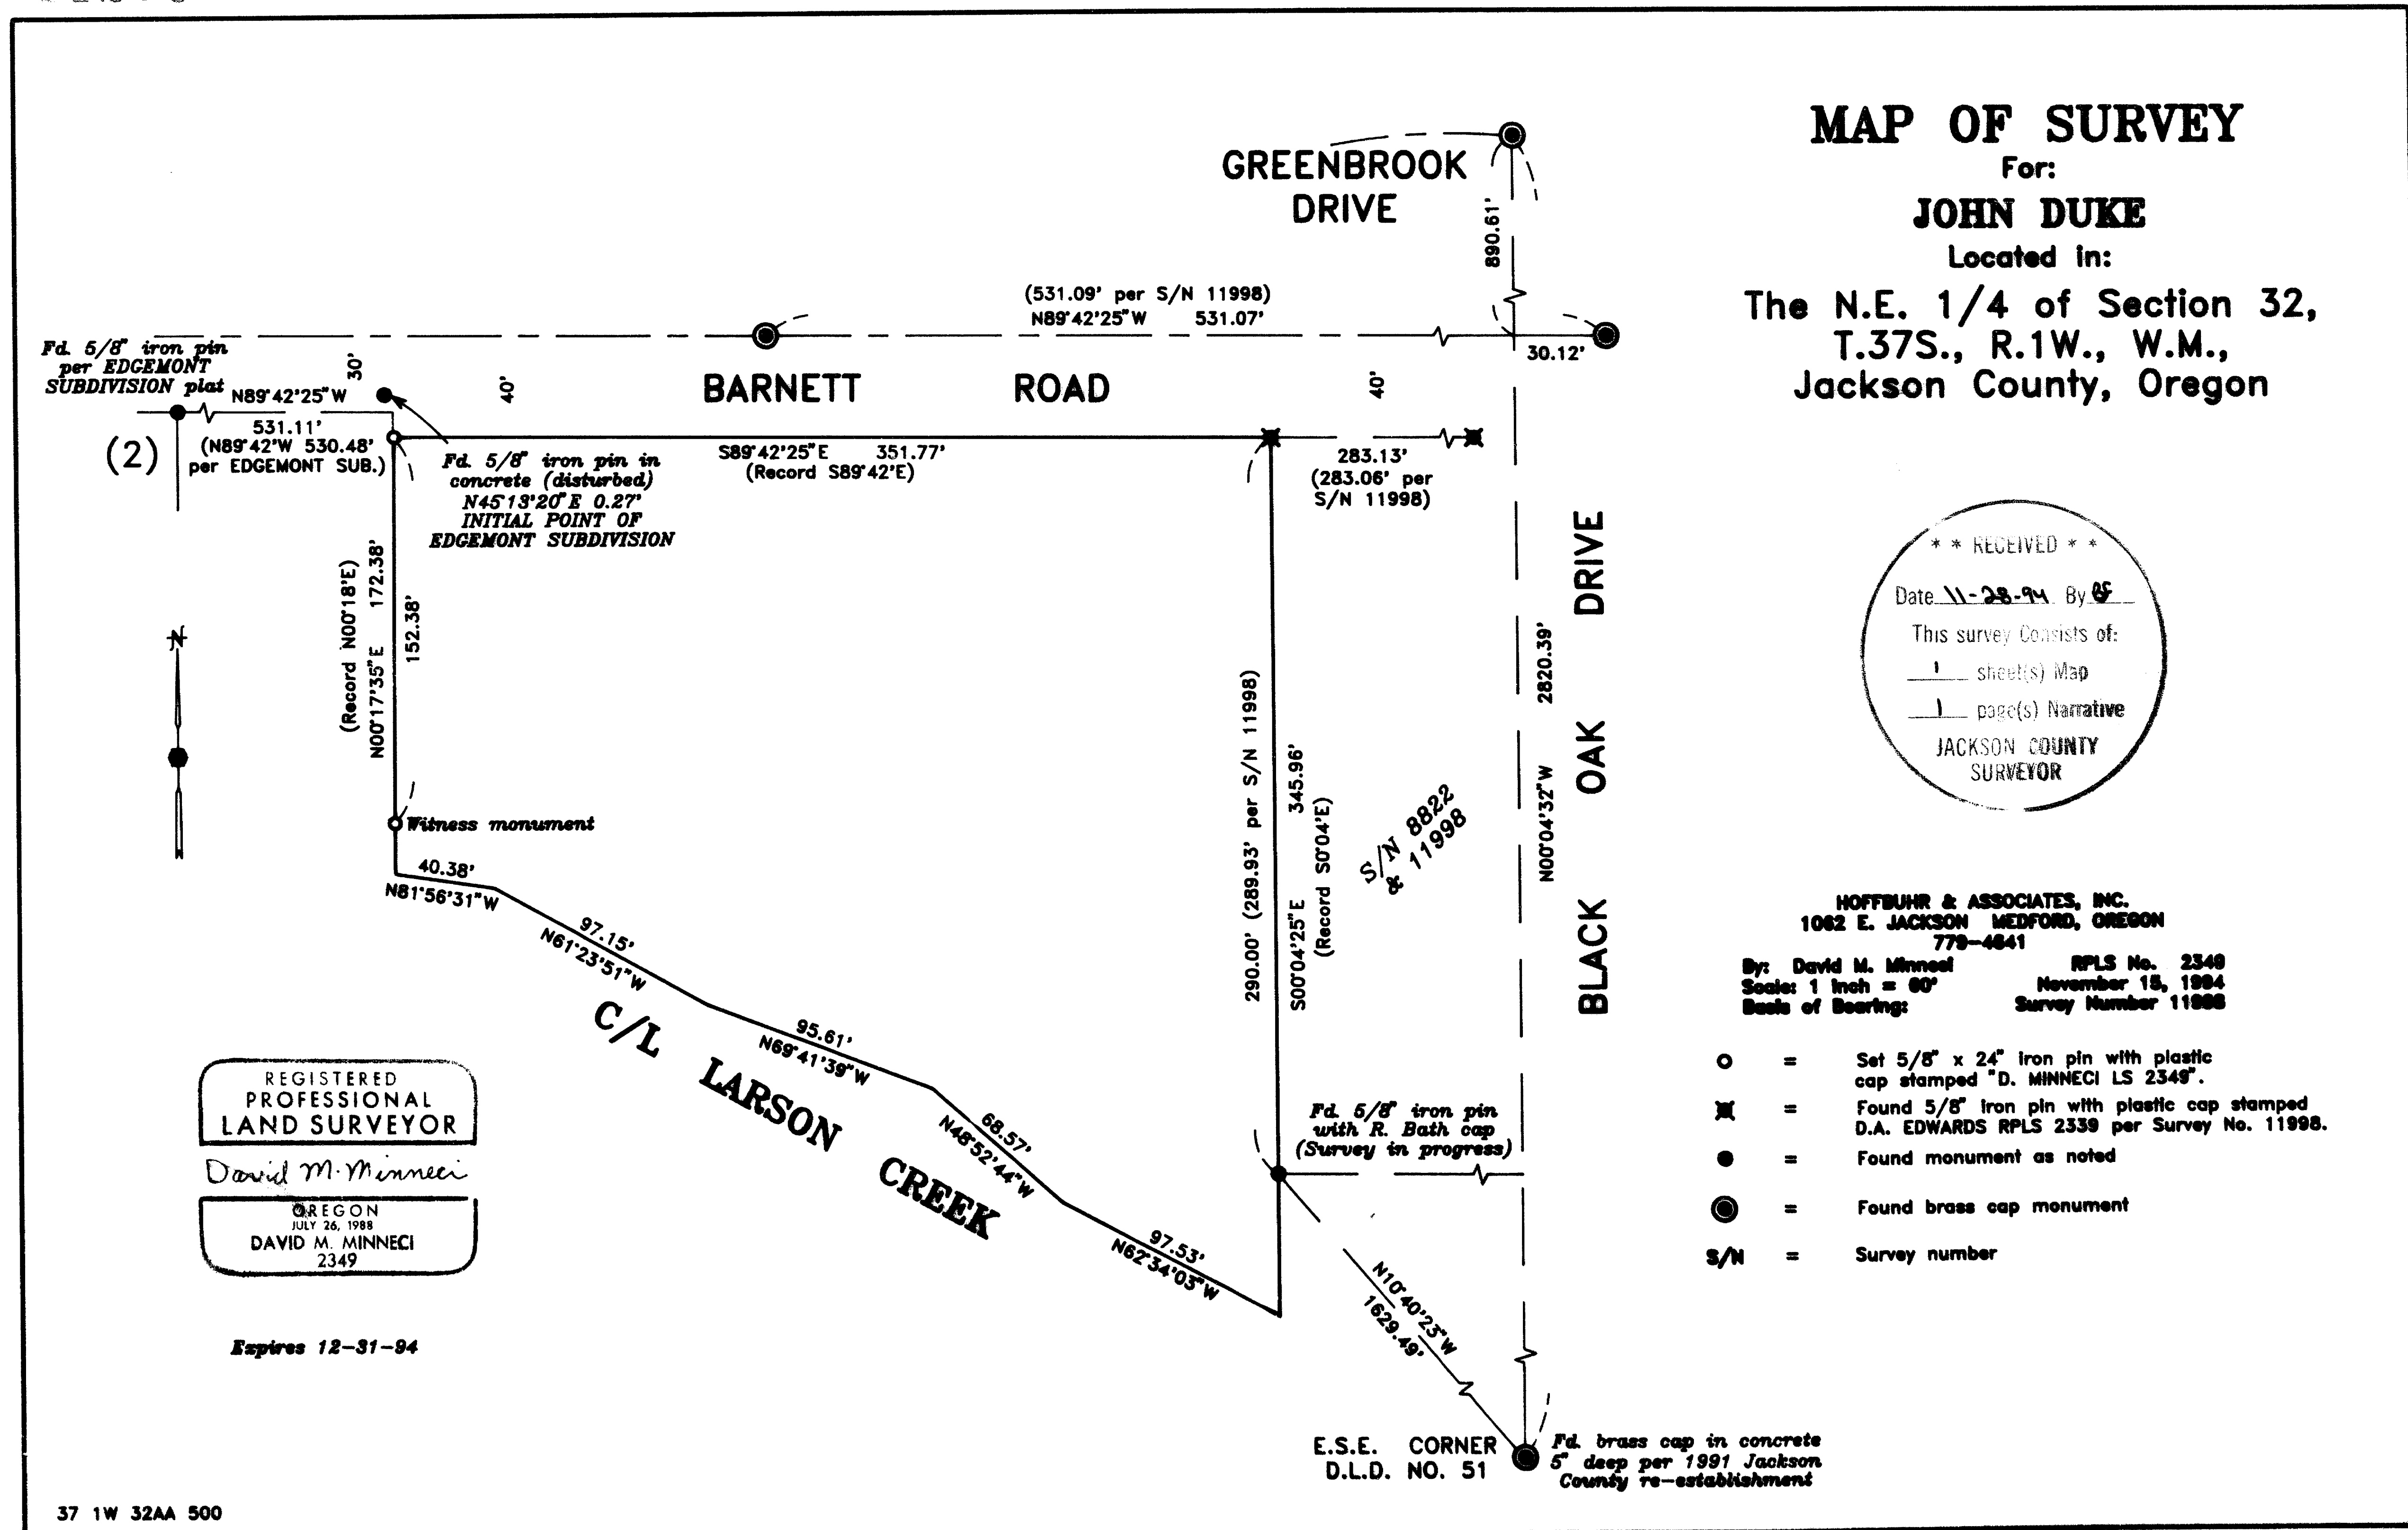 MAP OF SURVEY
For:
JOHN DUKE
Located in:
The N.E. 1/4 of Section 32,
T.37S., R.1W., W.M.,
Jackson County, Oregon
GREENBROOK
DRIVE
890.61'
(531.09' per S/N 11998)
N89°42'25"W 531.07'
30.12'
Fd. 5/8" iron pin
per EDGEMONT
SUBDIVISION plat
30'
40'
BARNETT ROAD
40'
N89°42'25"W
531.11'
(N89°42'W 530.48'
per EDGEMONT SUB.)
(2)
Fd. 5/8" iron pin in
concrete (disturbed)
N45°13'20"E 0.27'
INITIAL POINT OF
EDGEMONT SUBDIVISION
S89°42'25"E 351.77'
(Record S89°42'E)
283.13'
(283.06' per
S/N 11998)
(Record N00°18'E)
N00°17'35"E 172.38'
152.38'
N
Witness monument
40.38'
N81°56'31"W
97.15'
N61°23'51"W
95.61'
N69°41'39"W
68.57'
N48°52'44"W
97.53'
N62°34'03"W
C/L LARSON CREEK
290.00' (289.93' per S/N 11998)
S00°04'25"E 345.96'
(Record S0°04'E)
S/N 8822
& 11998
N00°04'32"W 2820.39'
BLACK OAK DRIVE
Fd. 5/8" iron pin
with R. Bath cap
(Survey in progress)
N10°40'23"W
1629.49'
E.S.E. CORNER
D.L.D. NO. 51
Fd. brass cap in concrete
5" deep per 1991 Jackson
County re-establishment
* * RECEIVED * *
Date 11-28-94 By
This survey Consists of:
1 sheet(s) Map
1 page(s) Narrative
JACKSON COUNTY
SURVEYOR
HOFFBUHR & ASSOCIATES, INC.
1062 E. JACKSON MEDFORD, OREGON
779-4641
By: David M. Minneci RPLS No. 2349
Scale: 1 inch = 60' November 15, 1994
Basis of Bearing: Survey Number 11998
= Set 5/8" x 24" iron pin with plastic
cap stamped "D. MINNECI LS 2349".
= Found 5/8" iron pin with plastic cap stamped
D.A. EDWARDS RPLS 2339 per Survey No. 11998.
= Found monument as noted
= Found brass cap monument
S/N = Survey number
REGISTERED
PROFESSIONAL
LAND SURVEYOR
David M. Minneci
OREGON
JULY 26, 1988
DAVID M. MINNECI
2349
Expires 12-31-94
37 1W 32AA 500